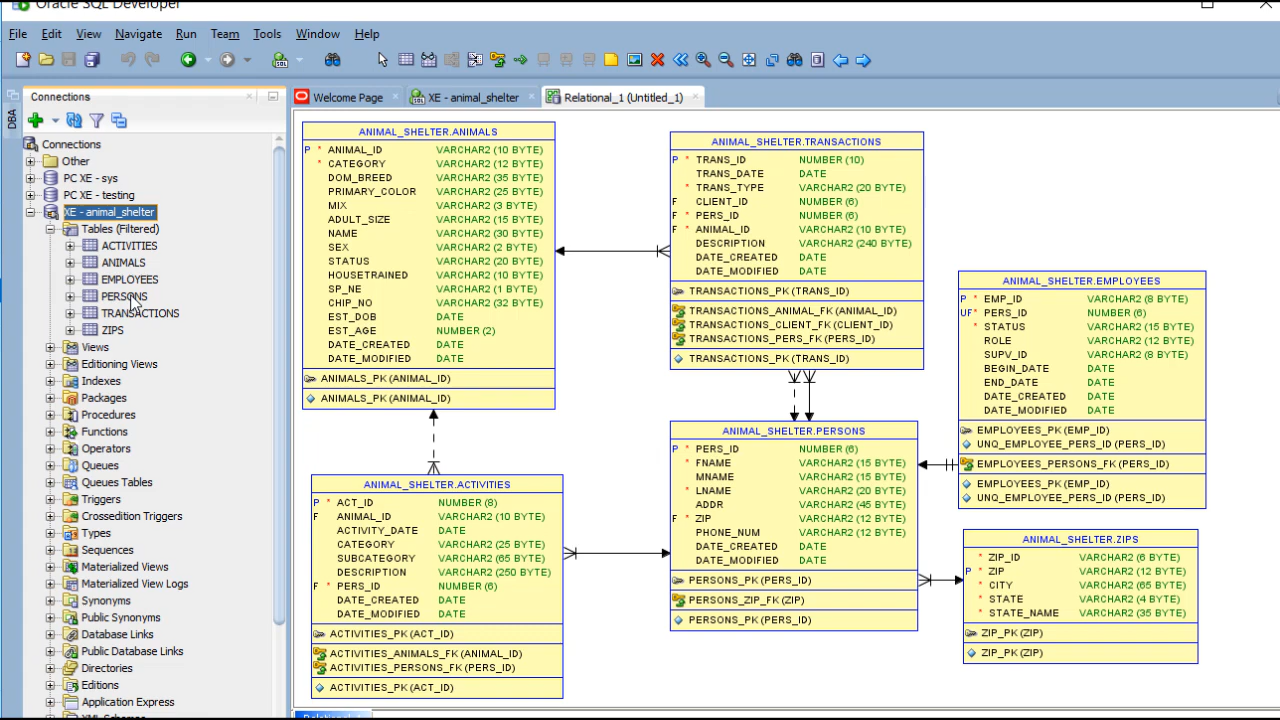 Oracle SQL Developer
File Edit View Navigate Run Team Tools Window Help
Connections
Welcome Page
XE - animal_shelter
Relational_1 (Untitled_1)
DBA
Connections
Other
PC XE - sys
PC XE - testing
XE - animal_shelter
Tables (Filtered)
ACTIVITIES
ANIMALS
EMPLOYEES
PERSONS
TRANSACTIONS
ZIPS
Views
Editioning Views
Indexes
Packages
Procedures
Functions
Operators
Queues
Queues Tables
Triggers
Crossedition Triggers
Types
Sequences
Materialized Views
Materialized View Logs
Synonyms
Public Synonyms
Database Links
Public Database Links
Directories
Editions
Application Express
XML Schemas
ANIMAL_SHELTER.ANIMALS
P * ANIMAL_ID VARCHAR2 (10 BYTE)
* CATEGORY VARCHAR2 (12 BYTE)
DOM_BREED VARCHAR2 (35 BYTE)
PRIMARY_COLOR VARCHAR2 (25 BYTE)
MIX VARCHAR2 (3 BYTE)
ADULT_SIZE VARCHAR2 (15 BYTE)
NAME VARCHAR2 (30 BYTE)
SEX VARCHAR2 (2 BYTE)
STATUS VARCHAR2 (20 BYTE)
HOUSETRAINED VARCHAR2 (10 BYTE)
SP_NE VARCHAR2 (1 BYTE)
CHIP_NO VARCHAR2 (32 BYTE)
EST_DOB DATE
EST_AGE NUMBER (2)
DATE_CREATED DATE
DATE_MODIFIED DATE
ANIMALS_PK (ANIMAL_ID)
ANIMALS_PK (ANIMAL_ID)
ANIMAL_SHELTER.TRANSACTIONS
P * TRANS_ID NUMBER (10)
TRANS_DATE DATE
* TRANS_TYPE VARCHAR2 (20 BYTE)
F CLIENT_ID NUMBER (6)
F * PERS_ID NUMBER (6)
F * ANIMAL_ID VARCHAR2 (10 BYTE)
DESCRIPTION VARCHAR2 (240 BYTE)
DATE_CREATED DATE
DATE_MODIFIED DATE
TRANSACTIONS_PK (TRANS_ID)
TRANSACTIONS_ANIMAL_FK (ANIMAL_ID)
TRANSACTIONS_CLIENT_FK (CLIENT_ID)
TRANSACTIONS_PERS_FK (PERS_ID)
TRANSACTIONS_PK (TRANS_ID)
ANIMAL_SHELTER.EMPLOYEES
P * EMP_ID VARCHAR2 (8 BYTE)
UF * PERS_ID NUMBER (6)
* STATUS VARCHAR2 (15 BYTE)
ROLE VARCHAR2 (12 BYTE)
SUPV_ID VARCHAR2 (8 BYTE)
BEGIN_DATE DATE
END_DATE DATE
DATE_CREATED DATE
DATE_MODIFIED DATE
EMPLOYEES_PK (EMP_ID)
UNQ_EMPLOYEE_PERS_ID (PERS_ID)
EMPLOYEES_PERSONS_FK (PERS_ID)
EMPLOYEES_PK (EMP_ID)
UNQ_EMPLOYEE_PERS_ID (PERS_ID)
ANIMAL_SHELTER.ACTIVITIES
P * ACT_ID NUMBER (8)
F ANIMAL_ID VARCHAR2 (10 BYTE)
ACTIVITY_DATE DATE
CATEGORY VARCHAR2 (25 BYTE)
SUBCATEGORY VARCHAR2 (65 BYTE)
DESCRIPTION VARCHAR2 (250 BYTE)
F * PERS_ID NUMBER (6)
DATE_CREATED DATE
DATE_MODIFIED DATE
ACTIVITIES_PK (ACT_ID)
ACTIVITIES_ANIMALS_FK (ANIMAL_ID)
ACTIVITIES_PERSONS_FK (PERS_ID)
ACTIVITIES_PK (ACT_ID)
ANIMAL_SHELTER.PERSONS
P * PERS_ID NUMBER (6)
* FNAME VARCHAR2 (15 BYTE)
MNAME VARCHAR2 (15 BYTE)
* LNAME VARCHAR2 (20 BYTE)
ADDR VARCHAR2 (45 BYTE)
F * ZIP VARCHAR2 (12 BYTE)
PHONE_NUM VARCHAR2 (12 BYTE)
DATE_CREATED DATE
DATE_MODIFIED DATE
PERSONS_PK (PERS_ID)
PERSONS_ZIP_FK (ZIP)
PERSONS_PK (PERS_ID)
ANIMAL_SHELTER.ZIPS
* ZIP_ID VARCHAR2 (6 BYTE)
P * ZIP VARCHAR2 (12 BYTE)
* CITY VARCHAR2 (65 BYTE)
* STATE VARCHAR2 (4 BYTE)
* STATE_NAME VARCHAR2 (35 BYTE)
ZIP_PK (ZIP)
ZIP_PK (ZIP)